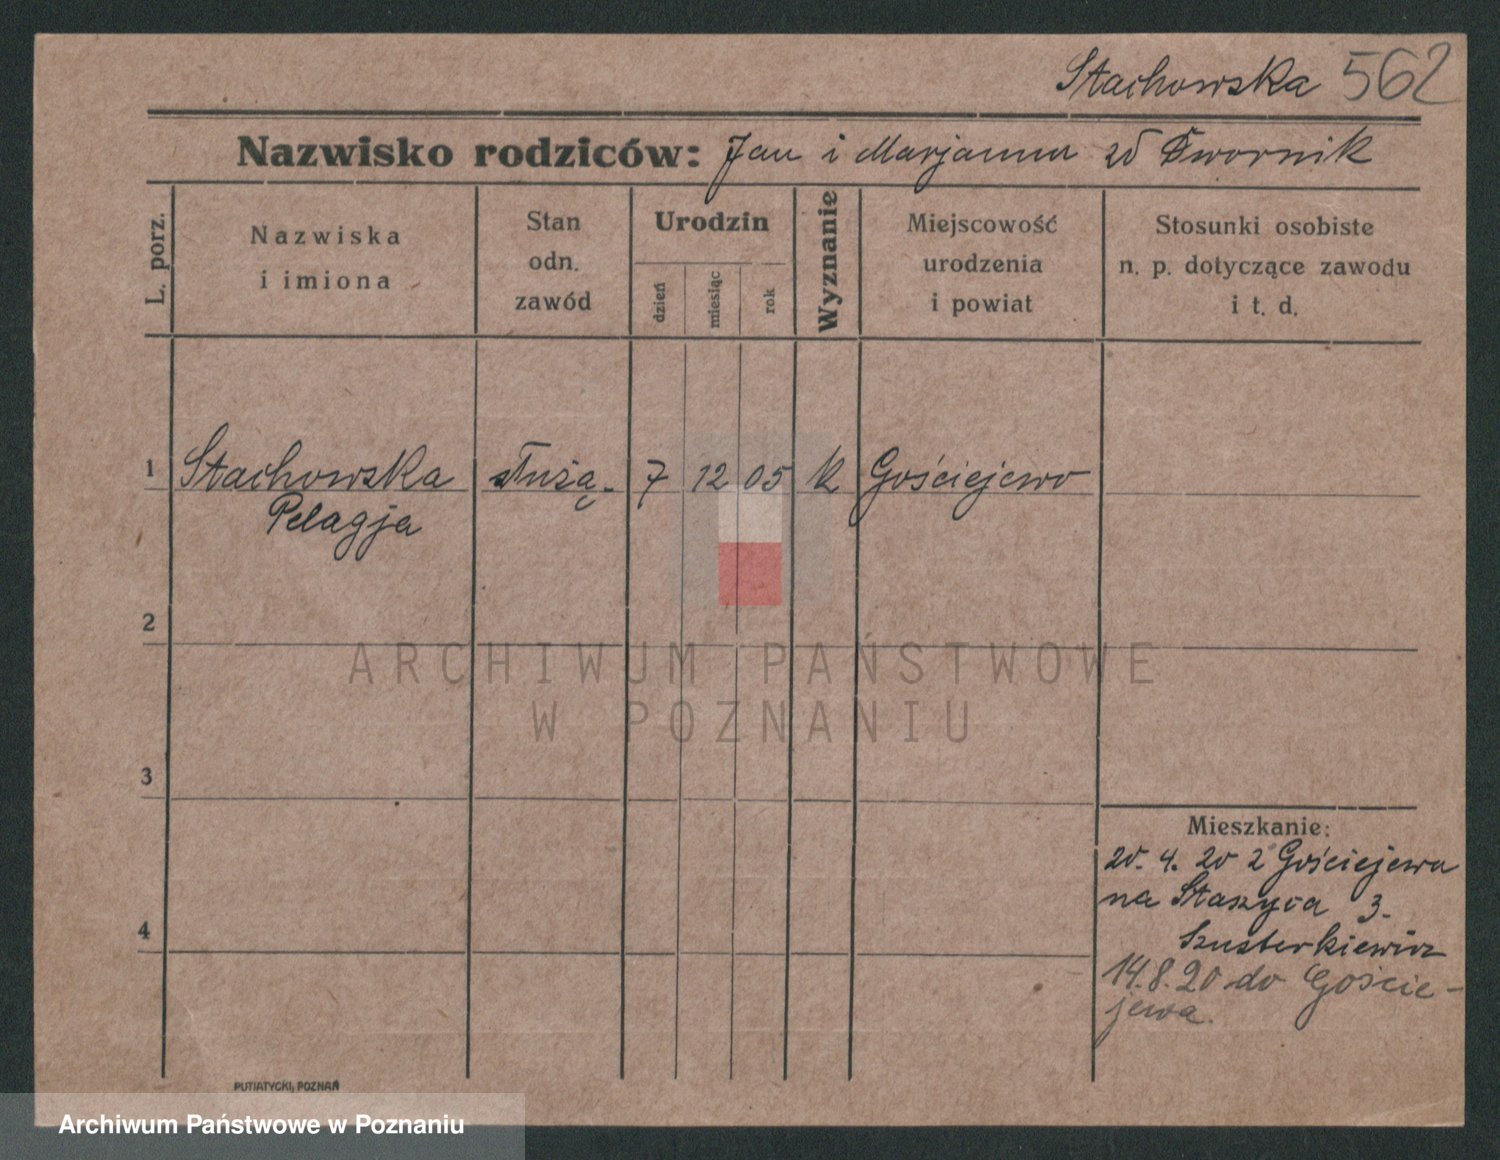 Stachowska 562
Nazwisko rodziców: Jan i Marjanna zd Dwornik
L. porz.
Nazwiska
i imiona
Stan
odn.
zawód
Urodzin
dzień
miesiąc
rok
Wyznanie
Miejscowość
urodzenia
i powiat
Stosunki osobiste
n. p. dotyczące zawodu
i t. d.
1 Stachowska służą. 7 12 05 k Gościejewo
Pelagja
2
3
4
Mieszkanie:
20. 4. 20 z Gościejewa
na Staszyca 3.
Szusterkiewicz
14.8.20 do Goście-
jewa.
PUTIATYCKI, POZNAŃ
ARCHIWUM PAŃSTWOWE
W POZNANIU
Archiwum Państwowe w Poznaniu